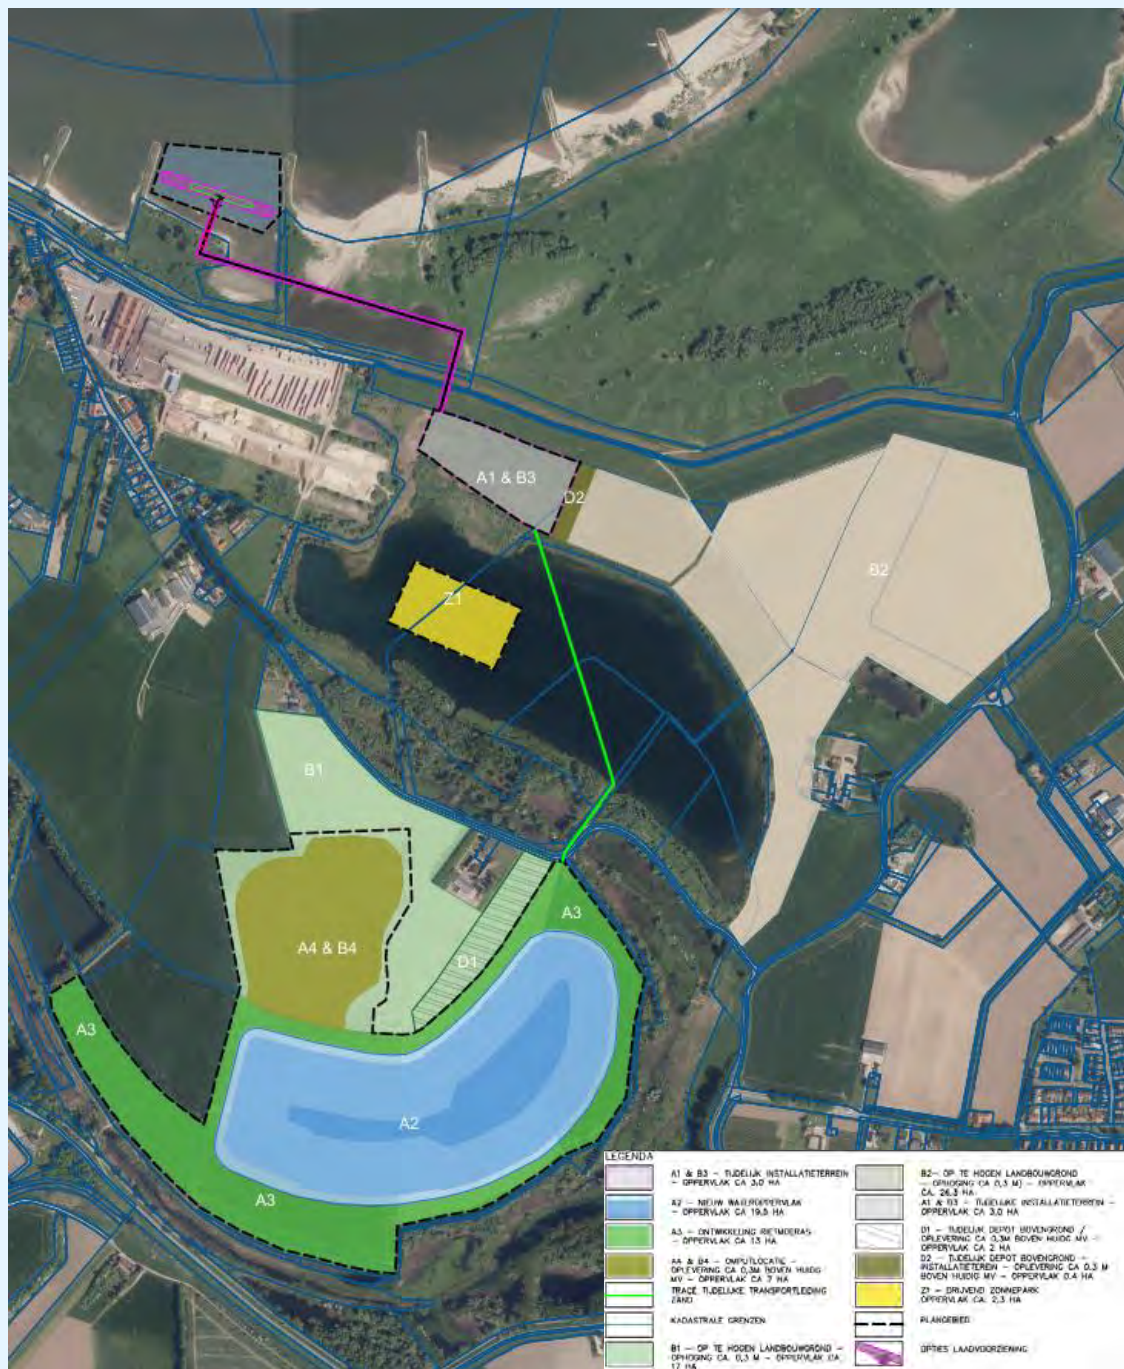 A1 & B3
D2
B2
Z1
B1
A4 & B4
A3
D1
A3
A2
A3
LEGENDA
A1 & B3 - TIJDELIJK INSTALLATIETERREIN
- OPPERVLAK CA 3,0 HA
A2 - NIEUW WATEROPPERVLAK
- OPPERVLAK CA 19,5 HA
A3 - ONTWIKKELING RIETMOERAS
- OPPERVLAK CA 13 HA
A4 & B4 - OMPUTLOCATIE -
OPLEVERING CA 0,3M BOVEN HUIDIG
MV - OPPERVLAK CA 7 HA
TRACE TIJDELIJKE TRANSPORTLEIDING
ZAND
KADASTRALE GRENZEN
B1 - OP TE HOGEN LANDBOUWGROND -
OPHOGING CA. 0,3 M - OPPERVLAK CA.
17 HA
B2- OP TE HOGEN LANDBOUWGROND
- OPHOGING CA 0,3 M) - OPPERVLAK
CA. 26,3 HA
A1 & B3 - TIJDELIJKE INSTALLATIETERREIN -
OPPERVLAK CA 3,0 HA
D1 - TIJDELIJK DEPOT BOVENGROND /
OPLEVERING CA 0,3M BOVEN HUIDIG MV -
OPPERVLAK CA 2 HA
D2 - TIJDELIJK DEPOT BOVENGROND -
INSTALLATIETEREIN - OPLEVERING CA 0.3 M
BOVEN HUIDIG MV - OPPERVLAK 0.4 HA
Z1 - DRIJVEND ZONNEPARK
OPPERVLAK CA. 2,3 HA
PLANGEBIED
OPTIES LAADVOORZIENING